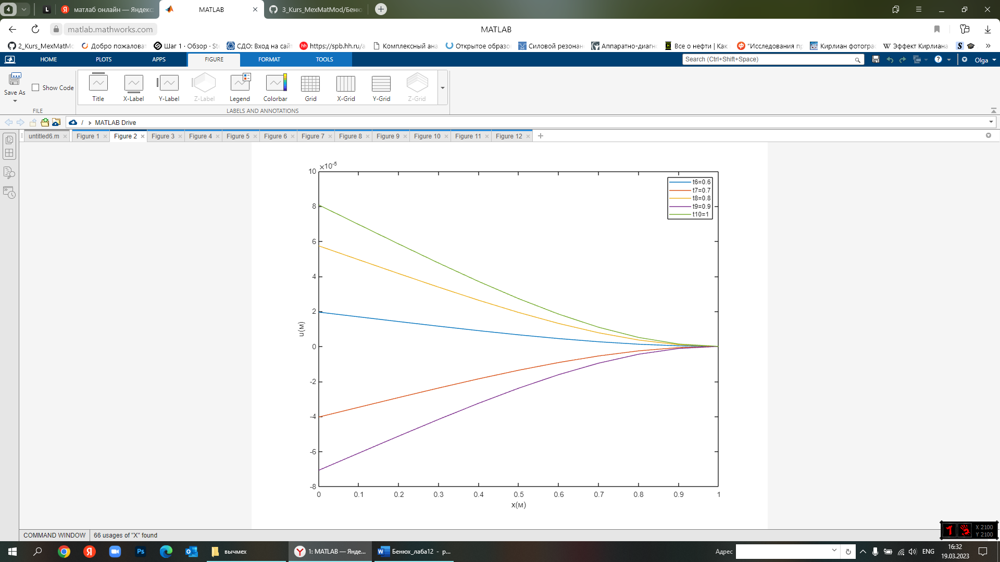 4
L
матлаб онлайн — Яндекс
MATLAB
3_Kurs_MexMatMod/Беню
matlab.mathworks.com
MATLAB
2_Kurs_MexMatMo
Добро пожаловат
Шаг 1 · Обзор · Ste
СДО: Вход на сайт
https://spb.hh.ru/a
Комплексный ана
Открытое образо
Силовой резонан
Аппаратно-диагн
Все о нефти | Как
"Исследования пр
Кирлиан фотограф
Эффект Кирлиана
HOME PLOTS APPS FIGURE FORMAT TOOLS
Search (Ctrl+Shift+Space)
Olga
Save As
Show Code
Title X-Label Y-Label Z-Label Legend Colorbar Grid X-Grid Y-Grid Z-Grid
FILE LABELS AND ANNOTATIONS
/ › MATLAB Drive
untitled6.m Figure 1 Figure 2 Figure 3 Figure 4 Figure 5 Figure 6 Figure 7 Figure 8 Figure 9 Figure 10 Figure 11 Figure 12
×10-5
10
8
6
4
2
0
-2
-4
-6
-8
u(м)
t6=0.6
t7=0.7
t8=0.8
t9=0.9
t10=1
0 0.1 0.2 0.3 0.4 0.5 0.6 0.7 0.8 0.9 1
x(м)
COMMAND WINDOW 66 usages of "X" found
X 2100
Y 2100
вычмех
1: MATLAB — Янде...
Бенюх_лаба12 - р...
Адрес
ENG
16:32
19.03.2023